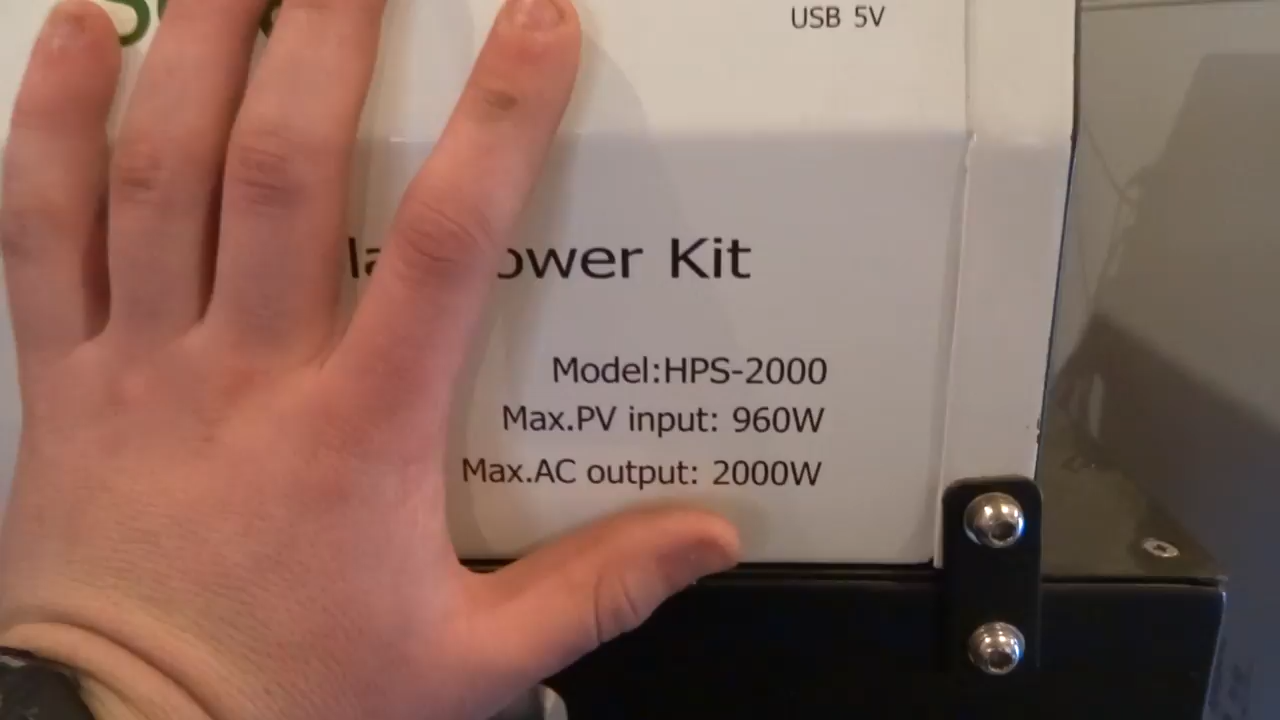 USB 5V
ower Kit
Model:HPS-2000
Max.PV input: 960W
Max.AC output: 2000W